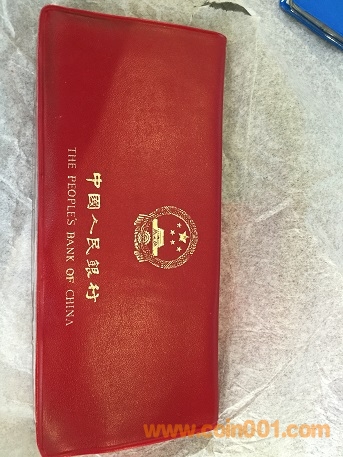 中國人民銀行
THE PEOPLE'S BANK OF CHINA
www.coin001.com